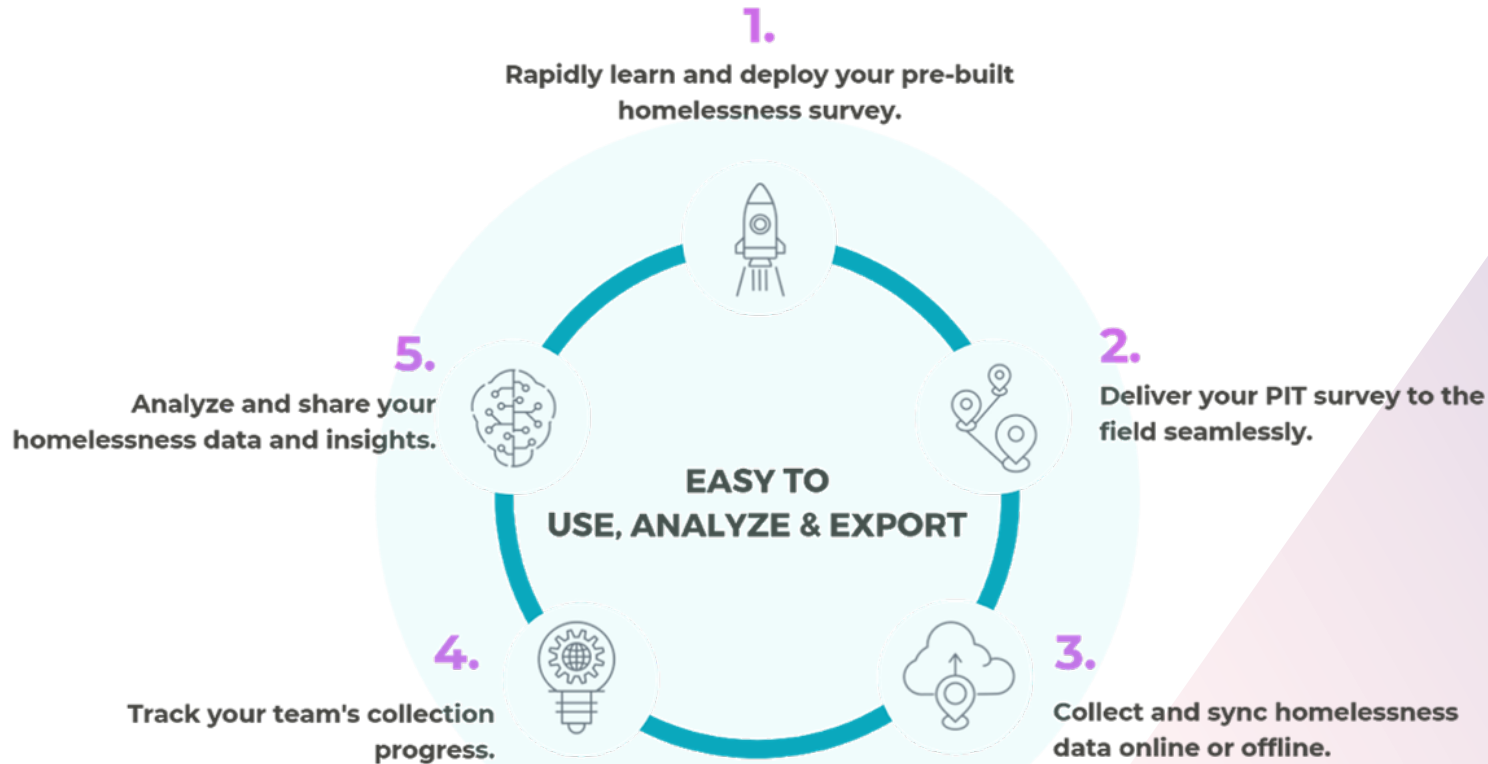 1.
Rapidly learn and deploy your pre-built
homelessness survey.
2.
Deliver your PIT survey to the
field seamlessly.
3.
Collect and sync homelessness
data online or offline.
4.
Track your team's collection
progress.
5.
Analyze and share your
homelessness data and insights.
EASY TO
USE, ANALYZE & EXPORT